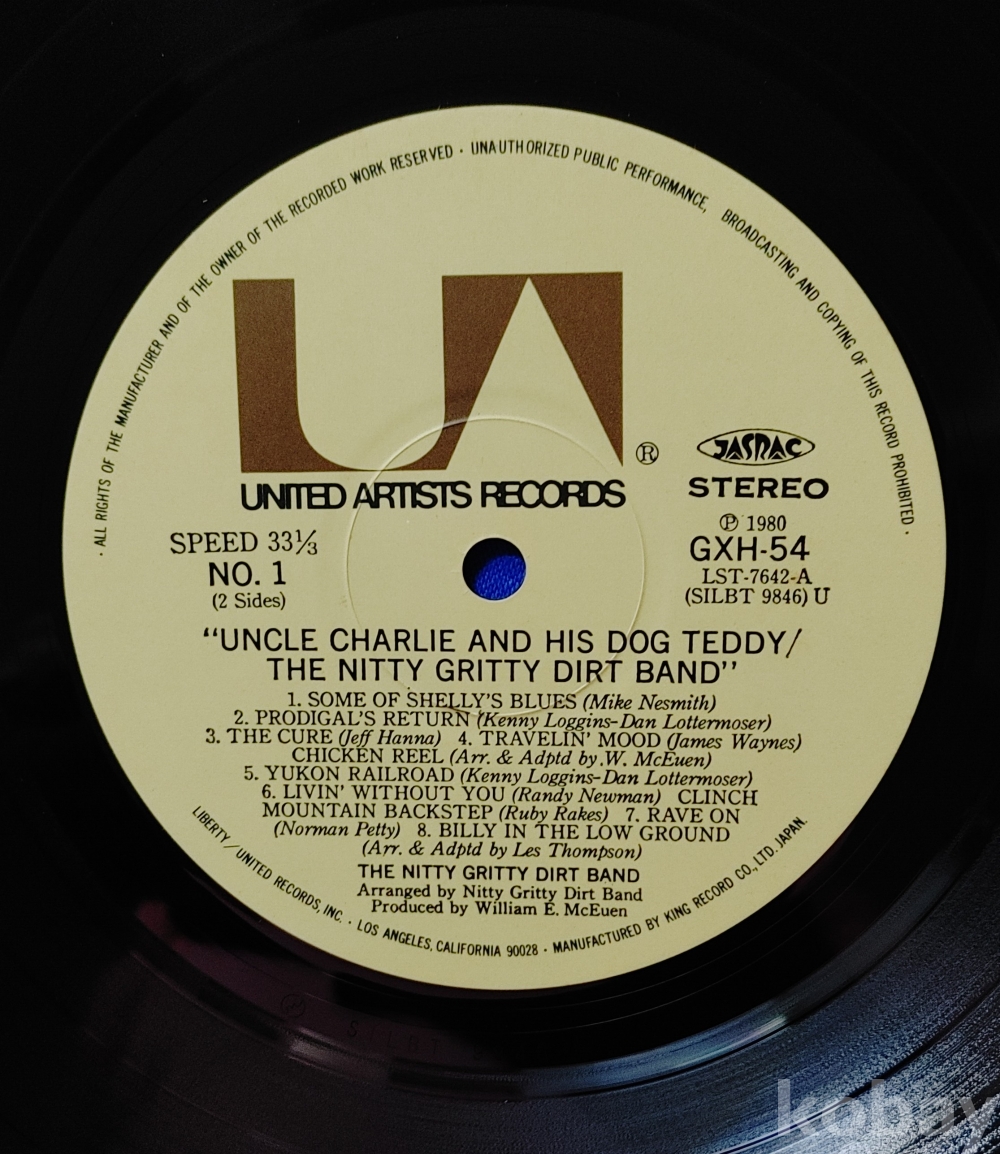 · ALL RIGHTS OF THE MANUFACTURER AND OF THE OWNER OF THE RECORDED WORK RESERVED · UNAUTHORIZED PUBLIC PERFORMANCE, BROADCASTING AND COPYING OF THIS RECORD PROHIBITED ·
UA
®
UNITED ARTISTS RECORDS
JASRAC
STEREO
SPEED 33⅓
NO. 1
(2 Sides)
℗ 1980
GXH-54
LST-7642-A
(SILBT 9846) U
"UNCLE CHARLIE AND HIS DOG TEDDY/
THE NITTY GRITTY DIRT BAND"
1. SOME OF SHELLY'S BLUES (Mike Nesmith)
2. PRODIGAL'S RETURN (Kenny Loggins-Dan Lottermoser)
3. THE CURE (Jeff Hanna) 4. TRAVELIN' MOOD (James Waynes)
CHICKEN REEL (Arr. & Adptd by.W. McEuen)
5. YUKON RAILROAD (Kenny Loggins-Dan Lottermoser)
6. LIVIN' WITHOUT YOU (Randy Newman) CLINCH
MOUNTAIN BACKSTEP (Ruby Rakes) 7. RAVE ON
(Norman Petty) 8. BILLY IN THE LOW GROUND
(Arr. & Adptd by Les Thompson)
THE NITTY GRITTY DIRT BAND
Arranged by Nitty Gritty Dirt Band
Produced by William E. McEuen
LIBERTY/UNITED RECORDS, INC. · LOS ANGELES, CALIFORNIA 90028 · MANUFACTURED BY KING RECORD CO., LTD. JAPAN.
SILBT
kobay